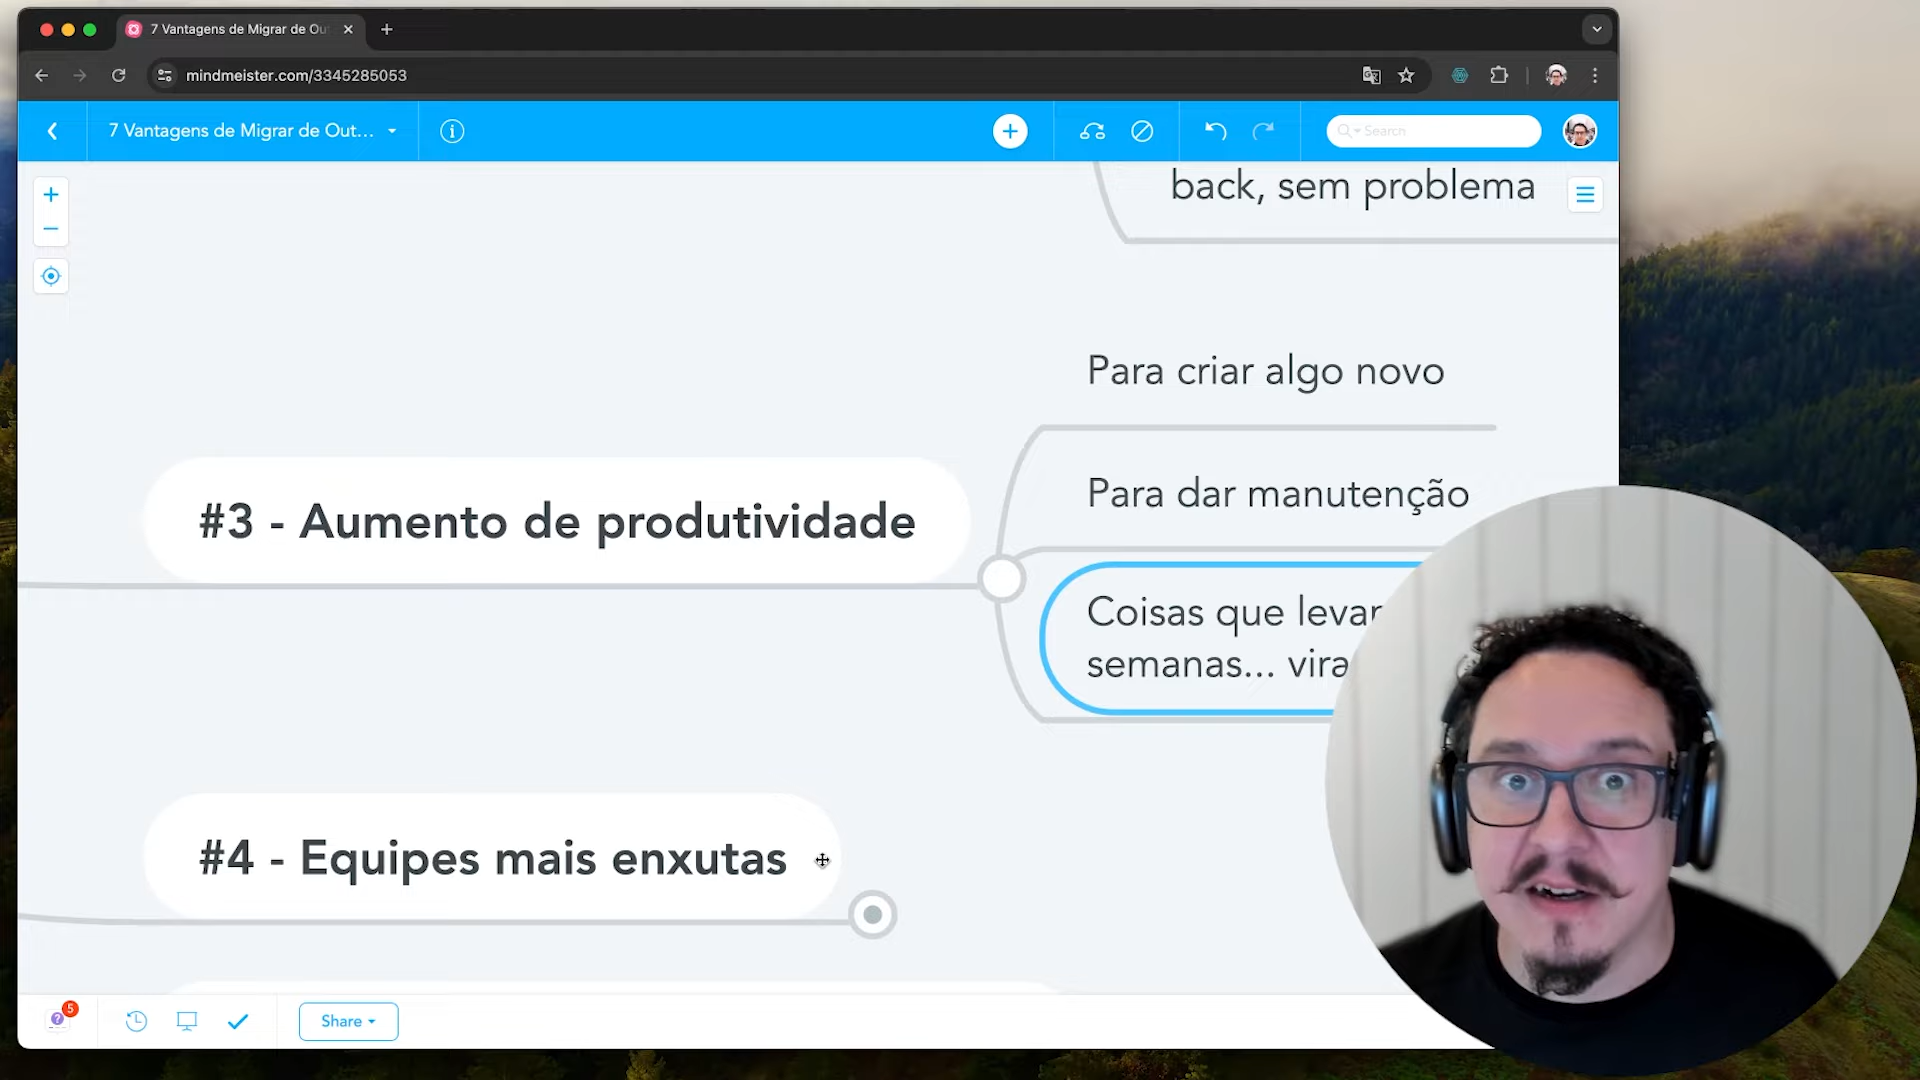 7 Vantagens de Migrar de Ou
mindmeister.com/3345285053
7 Vantagens de Migrar de Out...
Search
back, sem problema
Para criar algo novo
#3 - Aumento de produtividade
Para dar manutenção
Coisas que levar
semanas... vira
#4 - Equipes mais enxutas
5
?
Share